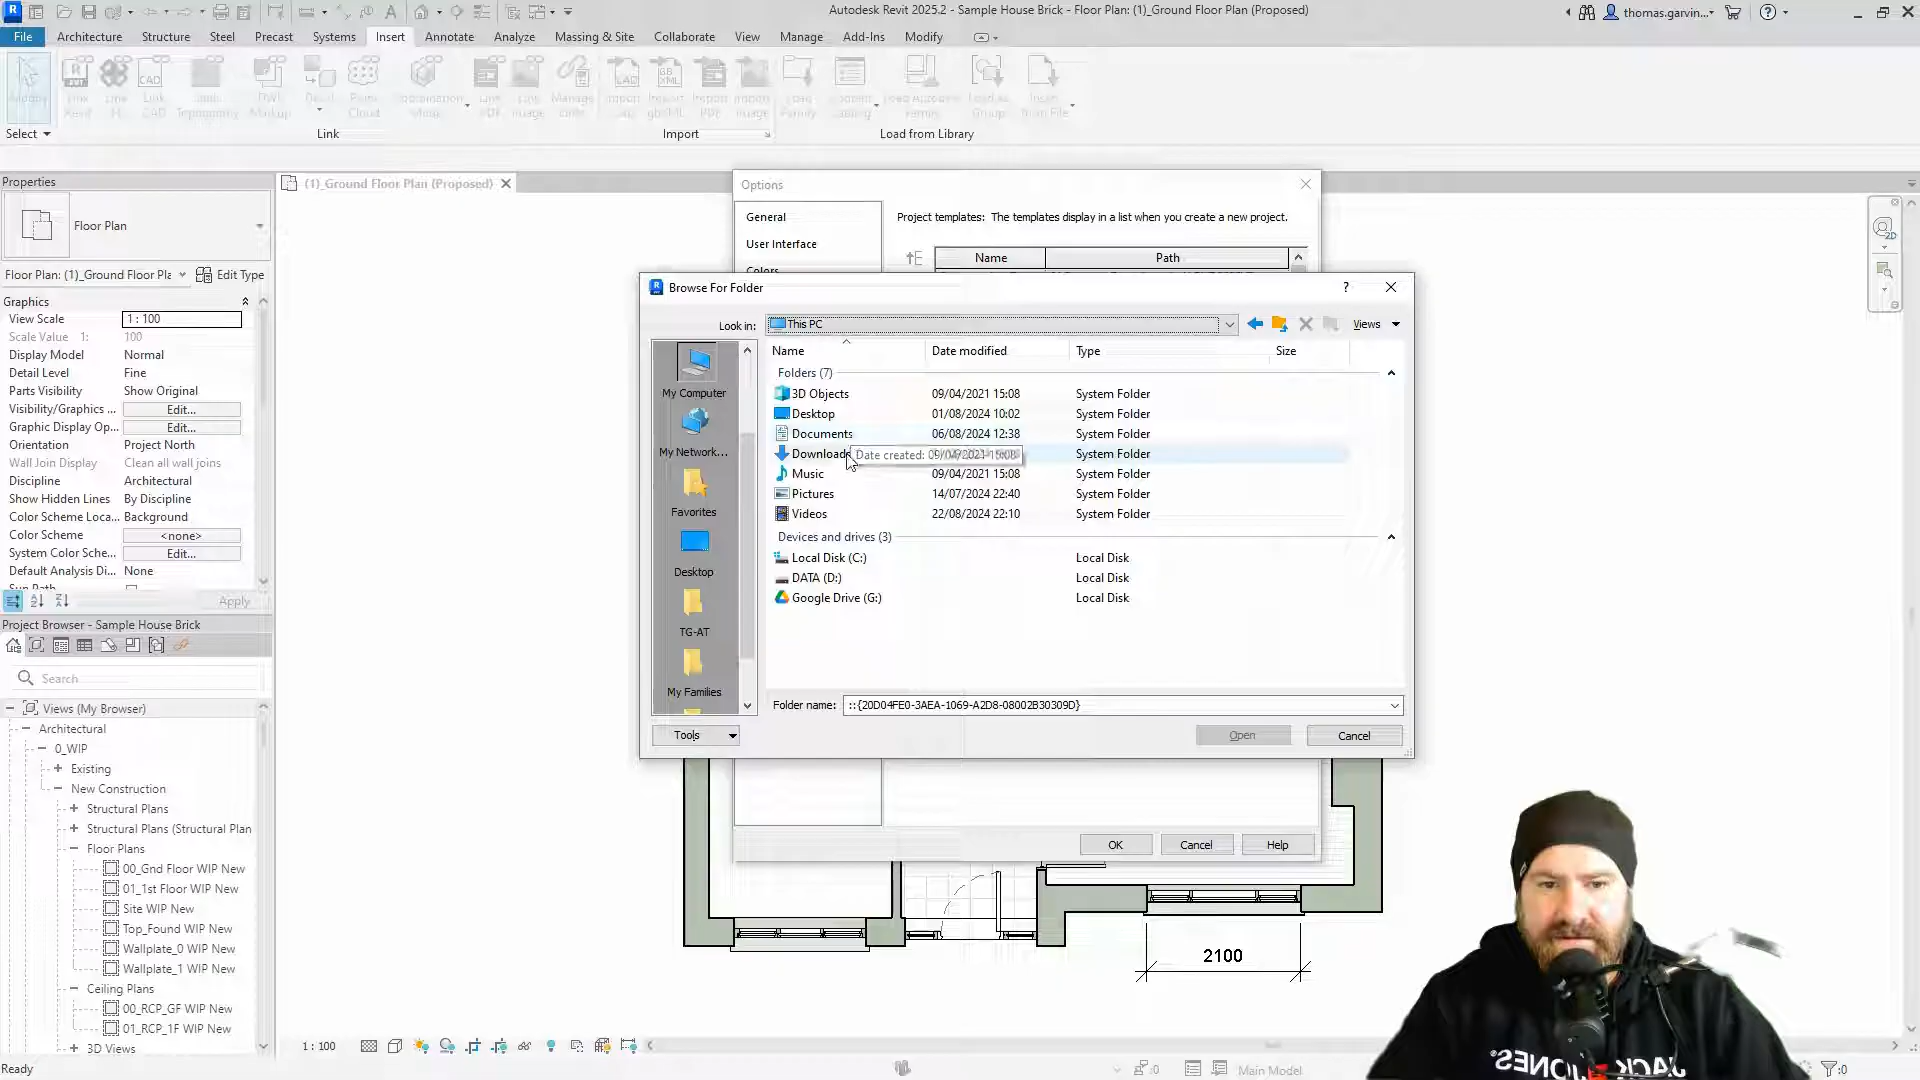 Autodesk Revit 2025.2 - Sample House Brick - Floor Plan: (1)_Ground Floor Plan (Proposed)
thomas.garvin...
File Architecture Structure Steel Precast Systems Insert Annotate Analyze Massing & Site Collaborate View Manage Add-Ins Modify
Select
Link
Import
Load from Library
Properties
(1)_Ground Floor Plan (Proposed)
Floor Plan
Floor Plan: (1)_Ground Floor Pla
Edit Type
Graphics
View Scale 1 : 100
Scale Value 1: 100
Display Model Normal
Detail Level Fine
Parts Visibility Show Original
Visibility/Graphics ... Edit...
Graphic Display Op... Edit...
Orientation Project North
Wall Join Display Clean all wall joins
Discipline Architectural
Show Hidden Lines By Discipline
Color Scheme Loca... Background
Color Scheme <none>
System Color Sche... Edit...
Default Analysis Di... None
Apply
Project Browser - Sample House Brick
Search
Views (My Browser)
Architectural
0_WIP
Existing
New Construction
Structural Plans
Structural Plans (Structural Plan
Floor Plans
00_Gnd Floor WIP New
01_1st Floor WIP New
Site WIP New
Top_Found WIP New
Wallplate_0 WIP New
Wallplate_1 WIP New
Ceiling Plans
00_RCP_GF WIP New
01_RCP_1F WIP New
3D Views
Ready
Options
General
User Interface
Colors
Project templates: The templates display in a list when you create a new project.
Name Path
Browse For Folder
Look in: This PC
Views
My Computer
My Network...
Favorites
Desktop
TG-AT
My Families
Name Date modified Type Size
Folders (7)
3D Objects 09/04/2021 15:08 System Folder
Desktop 01/08/2024 10:02 System Folder
Documents 06/08/2024 12:38 System Folder
Downloads System Folder
Date created: 09/04/2021 15:08
Music 09/04/2021 15:08 System Folder
Pictures 14/07/2024 22:40 System Folder
Videos 22/08/2024 22:10 System Folder
Devices and drives (3)
Local Disk (C:) Local Disk
DATA (D:) Local Disk
Google Drive (G:) Local Disk
Folder name: ::{20D04FE0-3AEA-1069-A2D8-08002B30309D}
Tools
Open
Cancel
OK
Cancel
Help
2100
1 : 100
:0
Main Model
:0
JACK JONES®